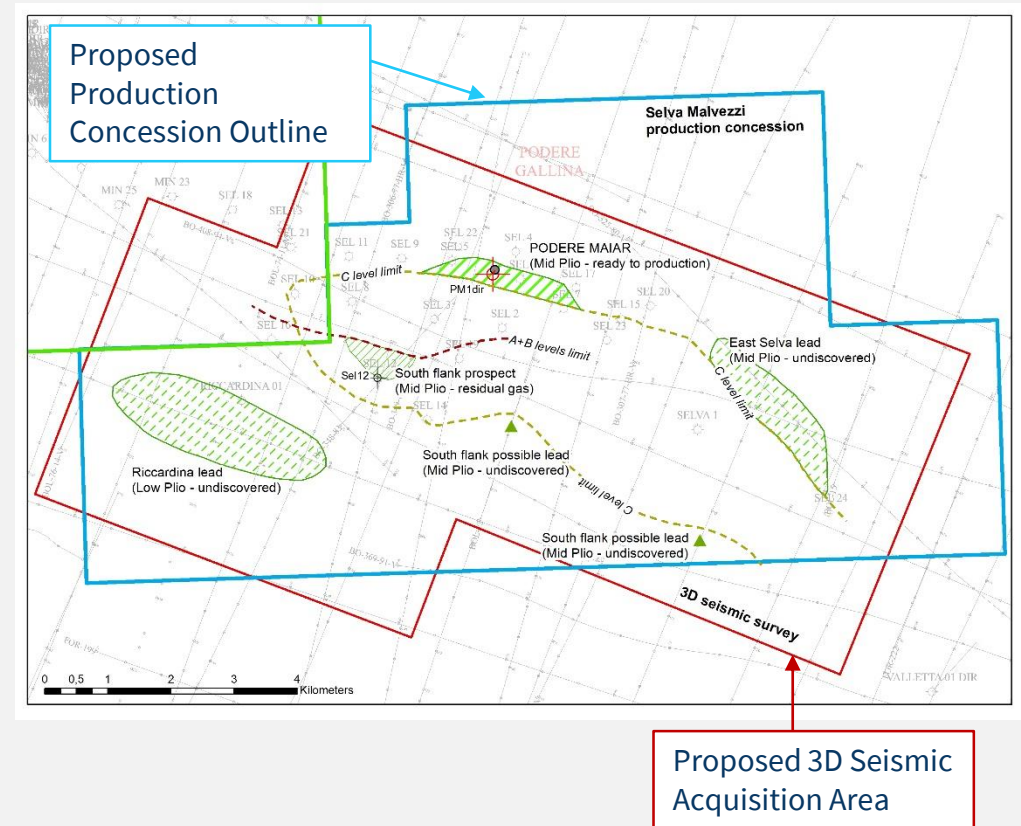 Proposed
Production
Concession Outline
Selva Malvezzi
production concession
PODERE
GALLINA
MIN 25
MIN 23
SEL 18
SEL 22
SEL 4
SEL 11
SEL 9
SEL 21
PODERE MAIAR
(Mid Plio - ready to production)
C level limit
PM1dir
SEL 8
SEL 20
SEL 15
SEL 2
SEL 23
A+B levels limit
East Selva lead
(Mid Plio - undiscovered)
C level limit
Sel12
South flank prospect
(Mid Plio - residual gas)
RICCARDINA 01
SEL 14
SELVA 1
South flank possible lead
(Mid Plio - undiscovered)
Riccardina lead
(Low Plio - undiscovered)
C level limit
SEL 24
South flank possible lead
(Mid Plio - undiscovered)
3D seismic survey
VALLETTA 01 DIR
0 0,5 1 2 3 4
Kilometers
Proposed 3D Seismic
Acquisition Area